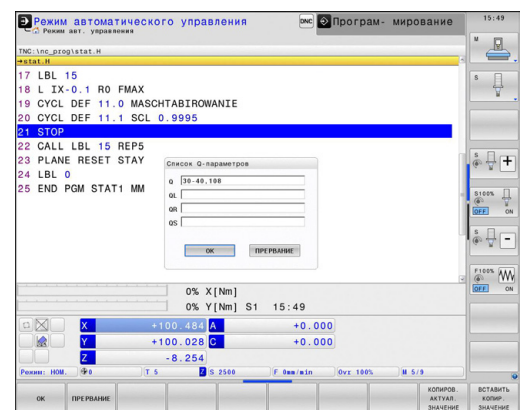 Режим автоматического управления
Режим авт. управления
DNC
Програм- мирование
15:49
TNC:\nc_prog\stat.H
→stat.H
17 LBL 15
18 L IX-0.1 R0 FMAX
19 CYCL DEF 11.0 MASCHTABIROWANIE
20 CYCL DEF 11.1 SCL 0.9995
21 STOP
22 CALL LBL 15 REP5
23 PLANE RESET STAY
24 LBL 0
25 END PGM STAT1 MM
Список Q-параметров
Q 30-40,108
QL
QR
QS
OK ПРЕРВАНИЕ
M
S
S
S100%
OFF ON
S
F100%
OFF ON
0% X[Nm]
0% Y[Nm] S1 15:49
X +100.484 A +0.000
Y +100.028 C +0.000
Z -8.254
Режим: НОМ. 0 T 5 Z S 2500 F 0mm/min Ovr 100% M 5/9
OK
ПРЕРВАНИЕ
КОПИРОВ. АКТУАЛ. ЗНАЧЕНИЕ
ВСТАВИТЬ КОПИР. ЗНАЧЕНИЕ